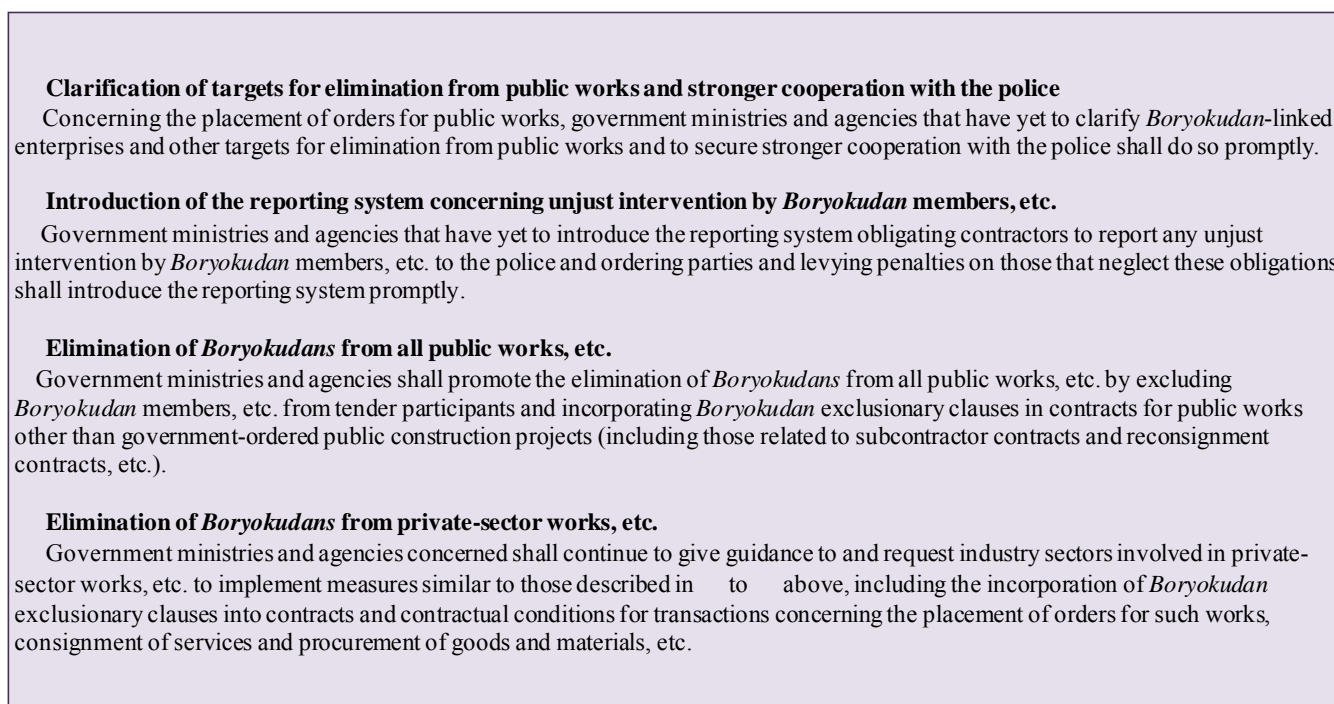 Clarification of targets for elimination from public works and stronger cooperation with the police
Concerning the placement of orders for public works, government ministries and agencies that have yet to clarify Boryokudan-linked
enterprises and other targets for elimination from public works and to secure stronger cooperation with the police shall do so promptly.
Introduction of the reporting system concerning unjust intervention by Boryokudan members, etc.
Government ministries and agencies that have yet to introduce the reporting system obligating contractors to report any unjust
intervention by Boryokudan members, etc. to the police and ordering parties and levying penalties on those that neglect these obligations
shall introduce the reporting system promptly.
Elimination of Boryokudans from all public works, etc.
Government ministries and agencies shall promote the elimination of Boryokudans from all public works, etc. by excluding
Boryokudan members, etc. from tender participants and incorporating Boryokudan exclusionary clauses in contracts for public works
other than government-ordered public construction projects (including those related to subcontractor contracts and reconsignment
contracts, etc.).
Elimination of Boryokudans from private-sector works, etc.
Government ministries and agencies concerned shall continue to give guidance to and request industry sectors involved in private-
sector works, etc. to implement measures similar to those described in to above, including the incorporation of Boryokudan
exclusionary clauses into contracts and contractual conditions for transactions concerning the placement of orders for such works,
consignment of services and procurement of goods and materials, etc.